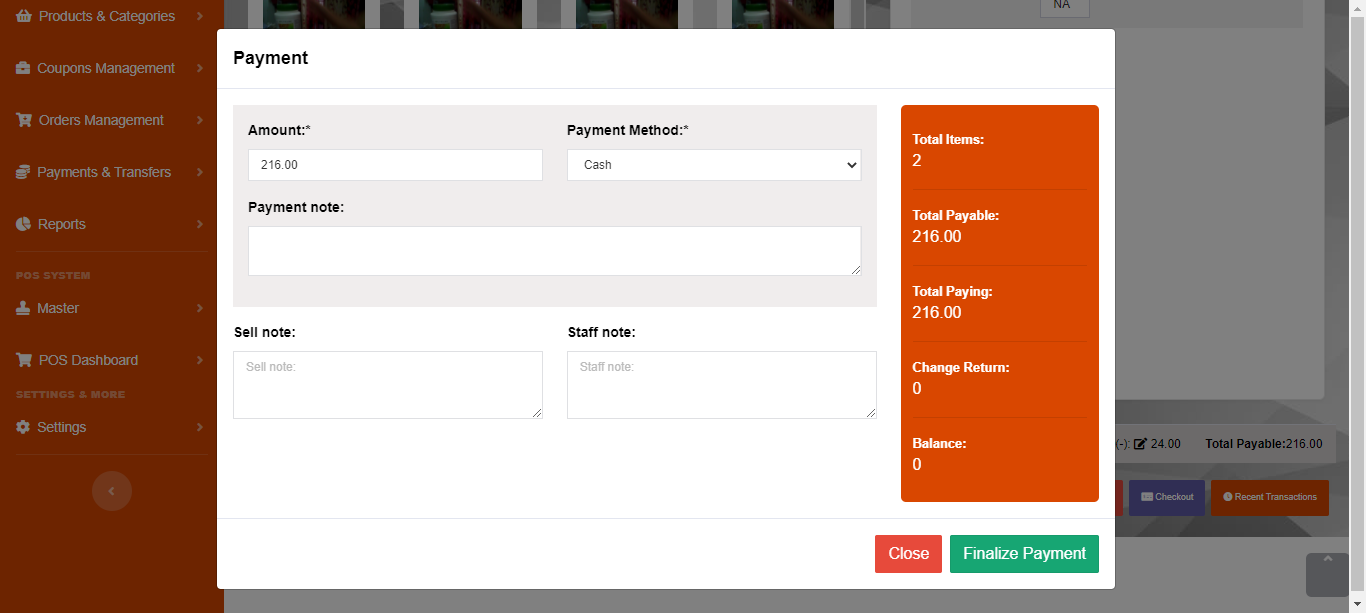 Products & Categories
Coupons Management
Orders Management
Payments & Transfers
Reports
POS SYSTEM
Master
POS Dashboard
SETTINGS & MORE
Settings
NA
Payment
Amount:*
Payment Method:*
216.00
Cash
Payment note:
Sell note:
Staff note:
Sell note:
Staff note:
Total Items:
2
Total Payable:
216.00
Total Paying:
216.00
Change Return:
0
Balance:
0
Close
Finalize Payment
(-): 24.00
Total Payable:216.00
Checkout
Recent Transactions